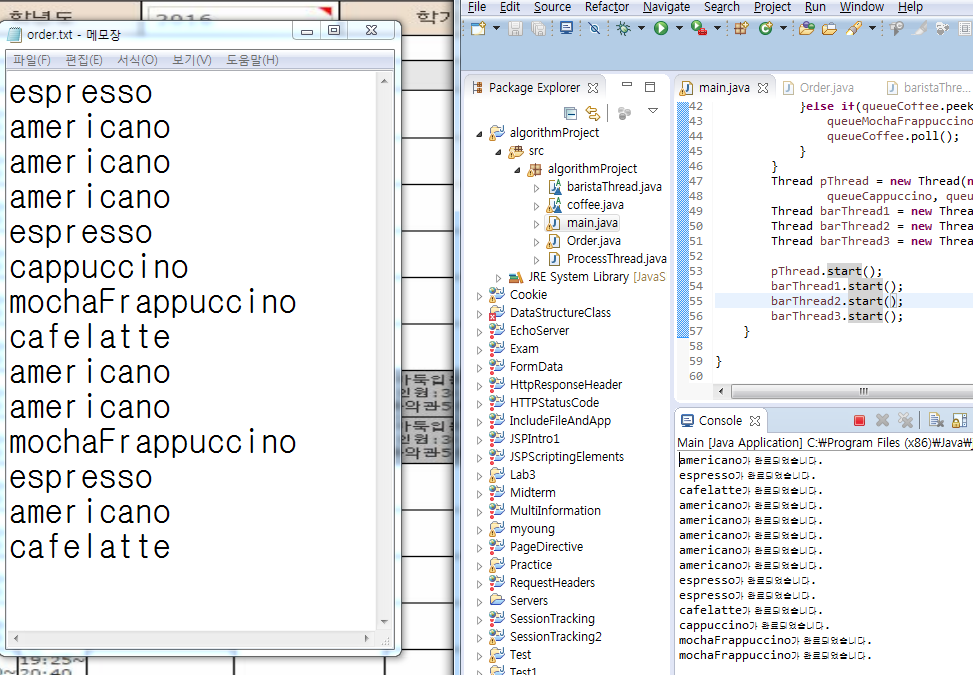 학년도
2016
학기
order.txt - 메모장
파일(F) 편집(E) 서식(O) 보기(V) 도움말(H)
espresso
americano
americano
americano
espresso
cappuccino
mochaFrappuccino
cafelatte
americano
americano
mochaFrappuccino
espresso
americano
cafelatte
19:25~
20:40
File Edit Source Refactor Navigate Search Project Run Window Help
Package Explorer
algorithmProject
src
algorithmProject
baristaThread.java
coffee.java
main.java
Order.java
ProcessThread.java
JRE System Library [JavaS
Cookie
DataStructureClass
EchoServer
Exam
FormData
HttpResponseHeader
HTTPStatusCode
IncludeFileAndApp
JSPIntro1
JSPScriptingElements
Lab3
Midterm
MultiInformation
myoung
PageDirective
Practice
RequestHeaders
Servers
SessionTracking
SessionTracking2
Test
Test1
main.java Order.java baristaThre...
42 }else if(queueCoffee.peek
43 queueMochaFrappuccino
44 queueCoffee.poll();
45 }
46 }
47 Thread pThread = new Thread(n
48 queueCappuccino, queu
49 Thread barThread1 = new Threa
50 Thread barThread2 = new Threa
51 Thread barThread3 = new Threa
52
53 pThread.start();
54 barThread1.start();
55 barThread2.start();
56 barThread3.start();
57 }
58
59 }
60
Console
Main [Java Application] C:₩Program Files (x86)₩Java₩
americano가 완료되었습니다.
espresso가 완료되었습니다.
cafelatte가 완료되었습니다.
americano가 완료되었습니다.
americano가 완료되었습니다.
americano가 완료되었습니다.
americano가 완료되었습니다.
americano가 완료되었습니다.
espresso가 완료되었습니다.
espresso가 완료되었습니다.
cafelatte가 완료되었습니다.
cappuccino가 완료되었습니다.
mochaFrappuccino가 완료되었습니다.
mochaFrappuccino가 완료되었습니다.